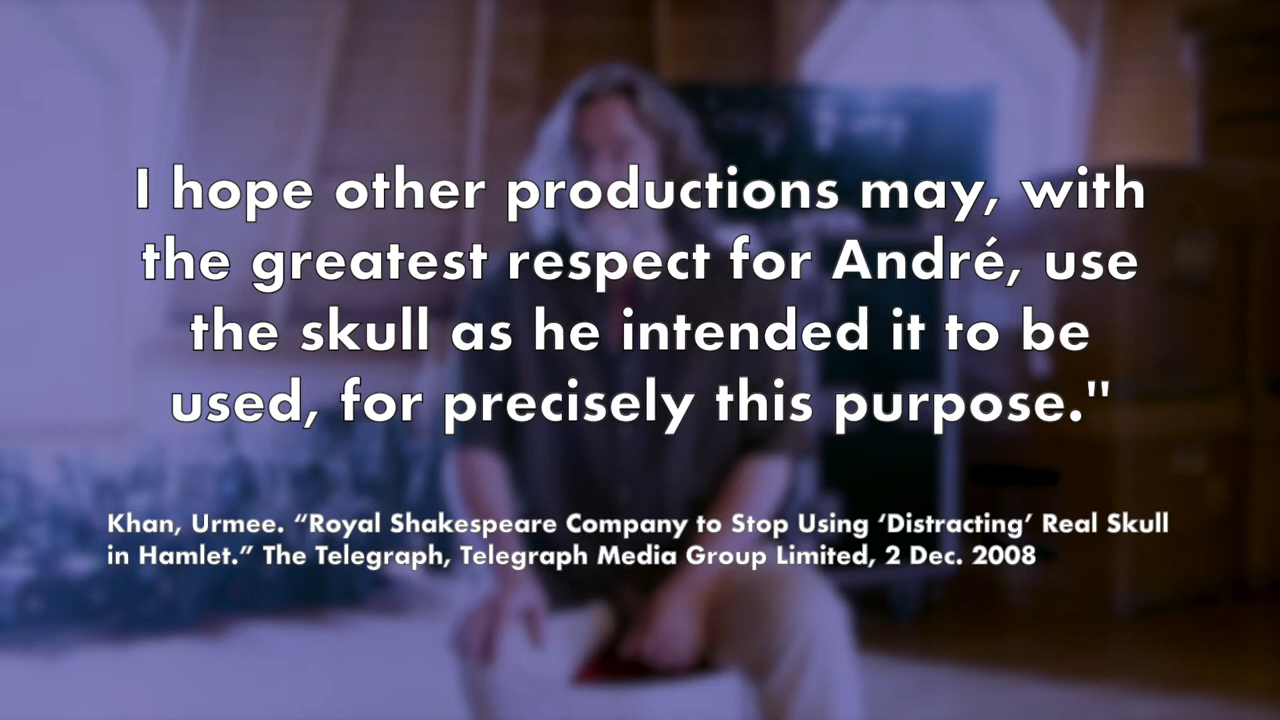 I hope other productions may, with
the greatest respect for André, use
the skull as he intended it to be
used, for precisely this purpose."
Khan, Urmee. “Royal Shakespeare Company to Stop Using ‘Distracting’ Real Skull
in Hamlet.” The Telegraph, Telegraph Media Group Limited, 2 Dec. 2008